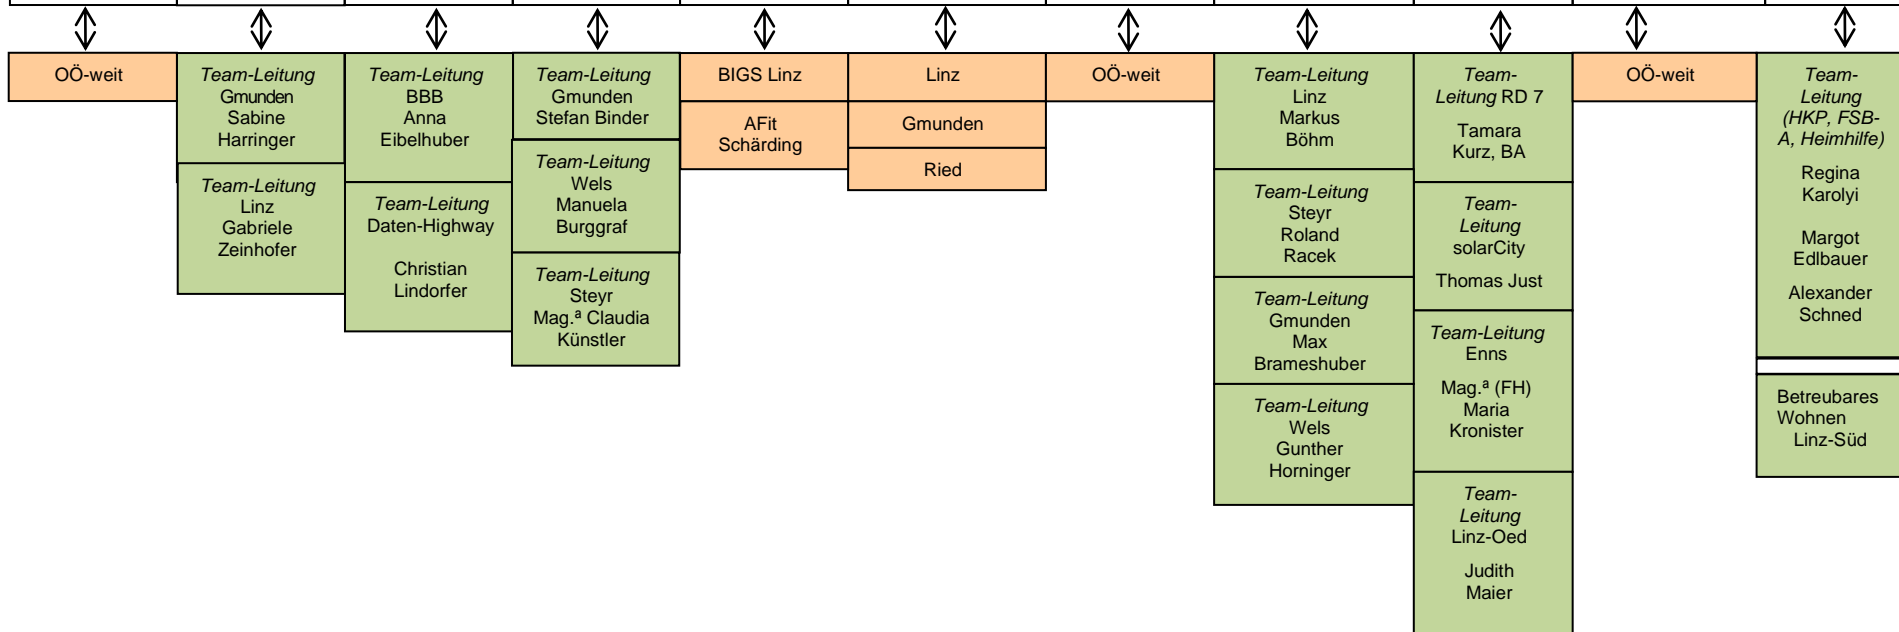 OÖ-weit
Team-Leitung
Gmunden
Sabine
Harringer
Team-Leitung
Linz
Gabriele
Zeinhofer
Team-Leitung
BBB
Anna
Eibelhuber
Team-Leitung
Daten-Highway
Christian
Lindorfer
Team-Leitung
Gmunden
Stefan Binder
Team-Leitung
Wels
Manuela
Burggraf
Team-Leitung
Steyr
Mag.ª Claudia
Künstler
BIGS Linz
AFit
Schärding
Linz
Gmunden
Ried
OÖ-weit
Team-Leitung
Linz
Markus
Böhm
Team-Leitung
Steyr
Roland
Racek
Team-Leitung
Gmunden
Max
Brameshuber
Team-Leitung
Wels
Gunther
Horninger
Team-
Leitung RD 7
Tamara
Kurz, BA
Team-
Leitung
solarCity
Thomas Just
Team-Leitung
Enns
Mag.ª (FH)
Maria
Kronister
Team-
Leitung
Linz-Oed
Judith
Maier
OÖ-weit
Team-
Leitung
(HKP, FSB-
A, Heimhilfe)
Regina
Karolyi
Margot
Edlbauer
Alexander
Schned
Betreubares
Wohnen
Linz-Süd